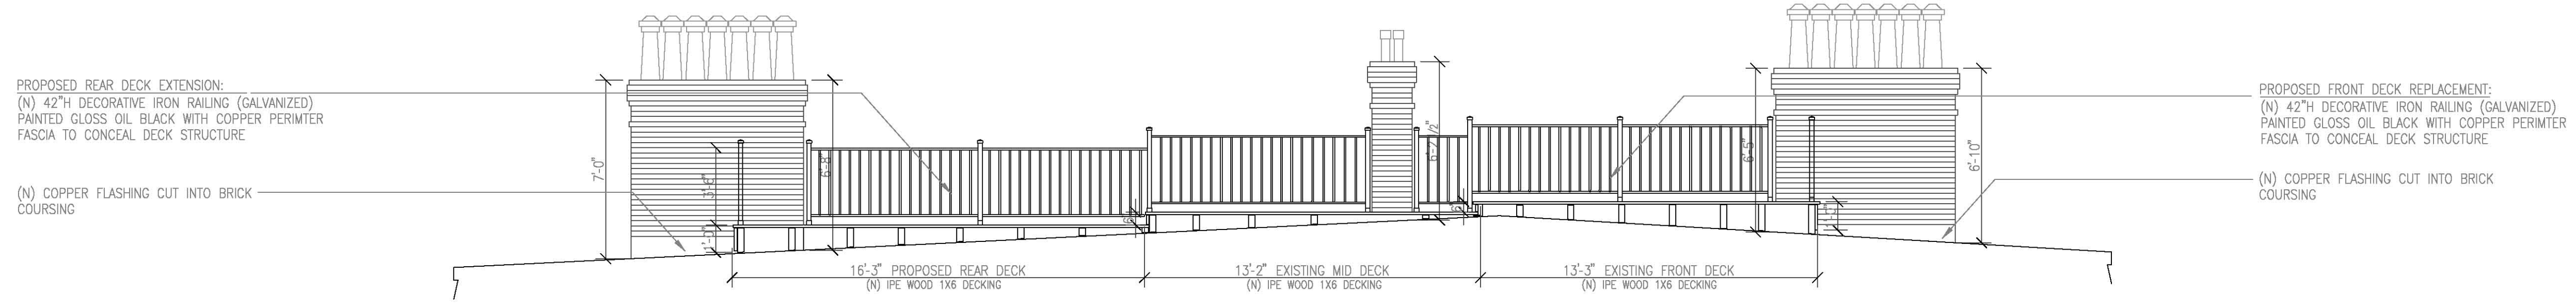 PROPOSED REAR DECK EXTENSION:
(N) 42"H DECORATIVE IRON RAILING (GALVANIZED)
PAINTED GLOSS OIL BLACK WITH COPPER PERIMTER
FASCIA TO CONCEAL DECK STRUCTURE
(N) COPPER FLASHING CUT INTO BRICK
COURSING
7'-0"
3'-6"
6'-8"
6'-5"
6'-10"
16'-3" PROPOSED REAR DECK
(N) IPE WOOD 1X6 DECKING
13'-2" EXISTING MID DECK
(N) IPE WOOD 1X6 DECKING
13'-3" EXISTING FRONT DECK
(N) IPE WOOD 1X6 DECKING
PROPOSED FRONT DECK REPLACEMENT:
(N) 42"H DECORATIVE IRON RAILING (GALVANIZED)
PAINTED GLOSS OIL BLACK WITH COPPER PERIMTER
FASCIA TO CONCEAL DECK STRUCTURE
(N) COPPER FLASHING CUT INTO BRICK
COURSING